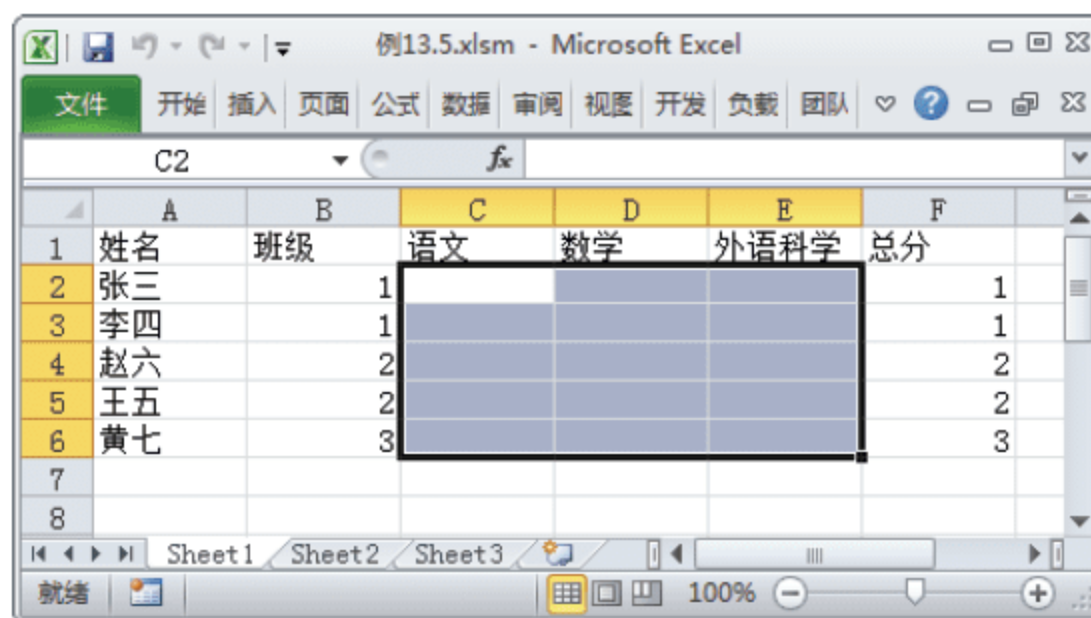 例13.5.xlsm - Microsoft Excel
文件 开始 插入 页面 公式 数据 审阅 视图 开发 负载 团队
C2 fx
A B C D E F
1 姓名 班级 语文 数学 外语科学 总分
2 张三 1 1
3 李四 1 1
4 赵六 2 2
5 王五 2 2
6 黄七 3 3
7
8
Sheet1 Sheet2 Sheet3
就绪 100%